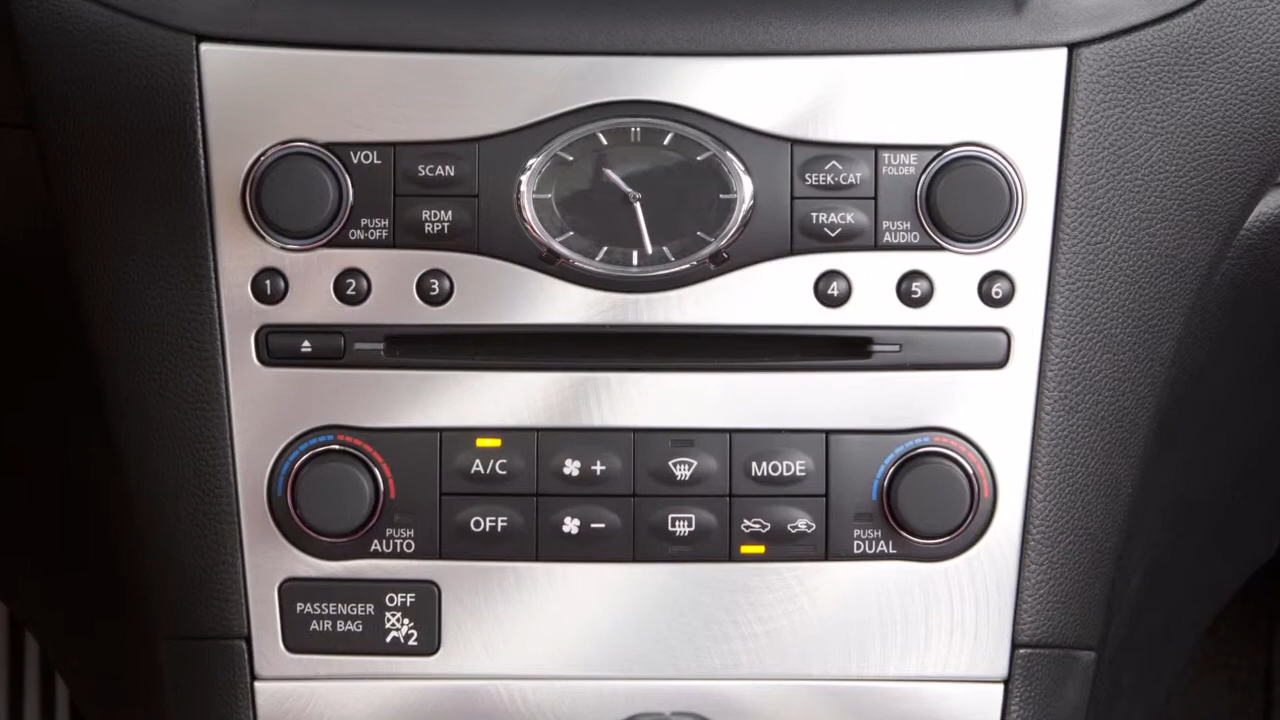 VOL
PUSH
ON·OFF
SCAN
RDM
RPT
SEEK·CAT
TRACK
TUNE
FOLDER
PUSH
AUDIO
1
2
3
4
5
6
A/C
+
MODE
OFF
−
PUSH
AUTO
PUSH
DUAL
PASSENGER
AIR BAG
OFF
2